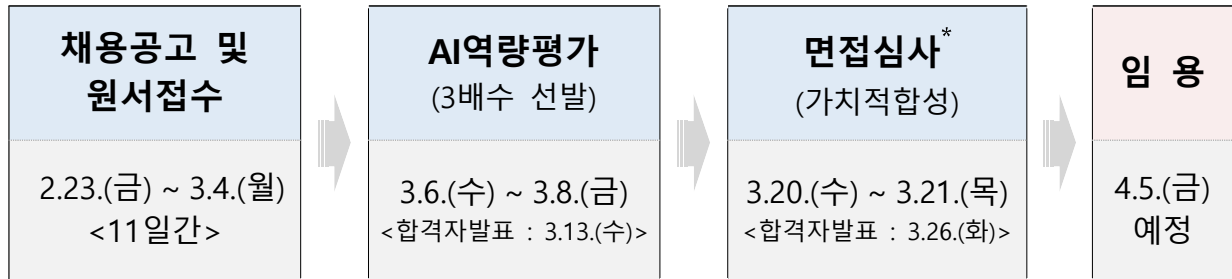 채용공고 및
원서접수
2.23.(금) ~ 3.4.(월)
<11일간>
AI역량평가
(3배수 선발)
3.6.(수) ~ 3.8.(금)
<합격자발표 : 3.13.(수)>
면접심사*
(가치적합성)
3.20.(수) ~ 3.21.(목)
<합격자발표 : 3.26.(화)>
임 용
4.5.(금)
예정